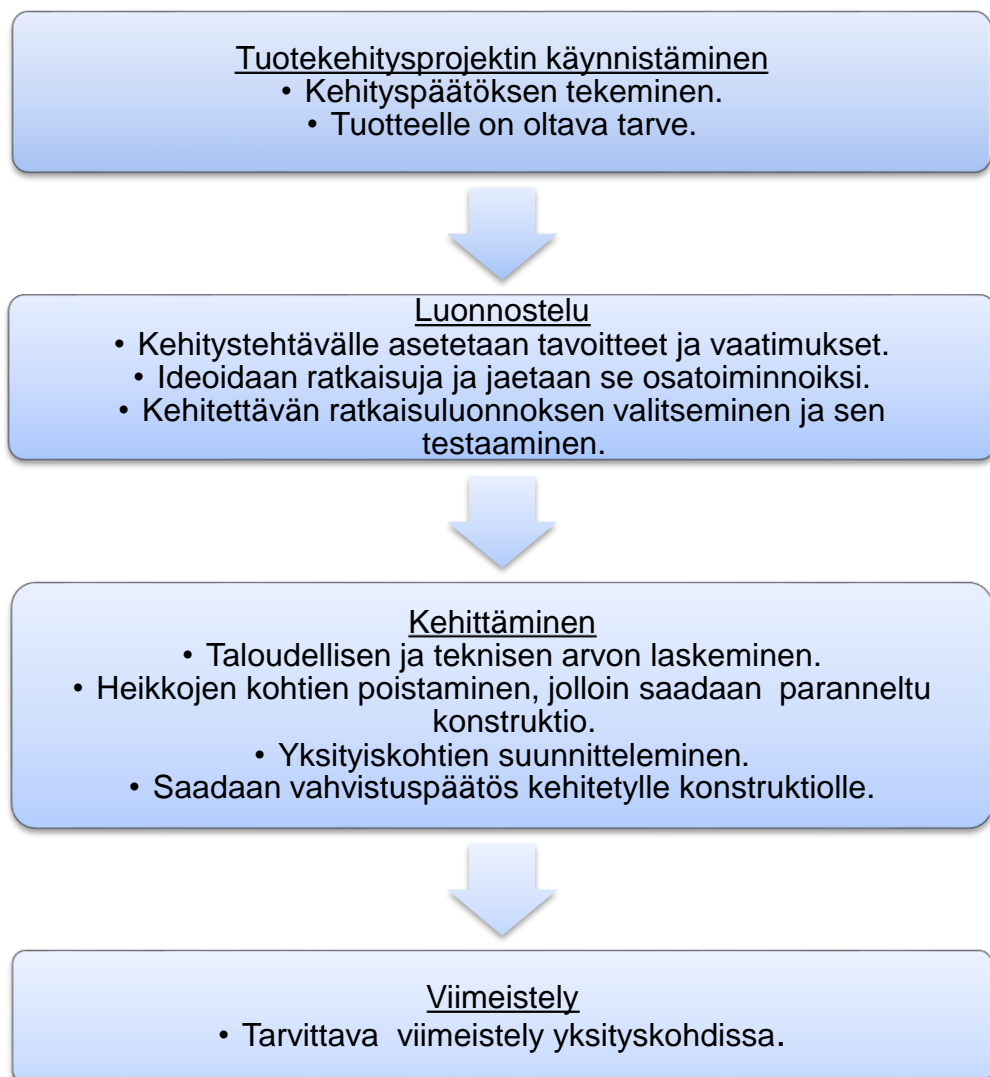 Tuotekehitysprojektin käynnistäminen
• Kehityspäätöksen tekeminen.
• Tuotteelle on oltava tarve.
Luonnostelu
• Kehitystehtävälle asetetaan tavoitteet ja vaatimukset.
• Ideoidaan ratkaisuja ja jaetaan se osatoiminnoiksi.
• Kehitettävän ratkaisuluonnoksen valitseminen ja sen
testaaminen.
Kehittäminen
• Taloudellisen ja teknisen arvon laskeminen.
• Heikkojen kohtien poistaminen, jolloin saadaan  paranneltu
konstruktio.
• Yksityiskohtien suunnitteleminen.
• Saadaan vahvistuspäätös kehitetylle konstruktiolle.
Viimeistely
• Tarvittava  viimeistely yksityskohdissa.